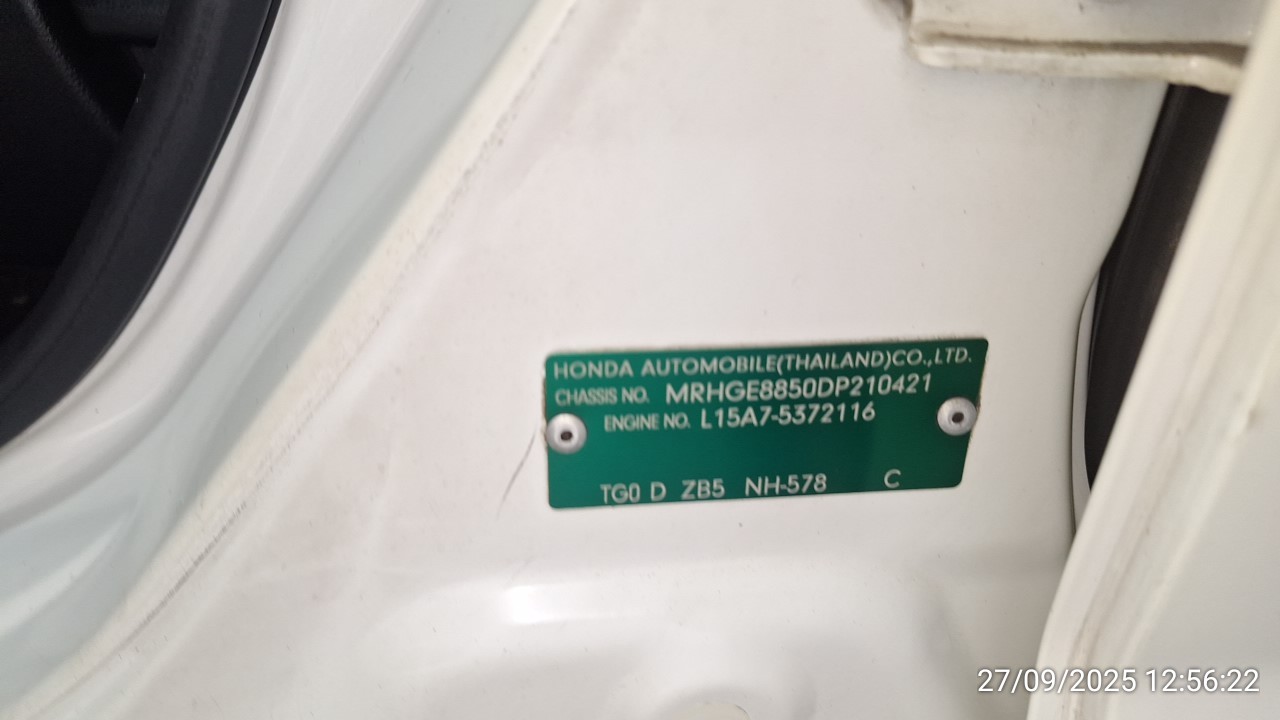 HONDA AUTOMOBILE(THAILAND)CO.,LTD.
CHASSIS NO. MRHGE8850DP210421
ENGINE NO. L15A7-5372116
TG0 D ZB5 NH-578 C
27/09/2025 12:56:22